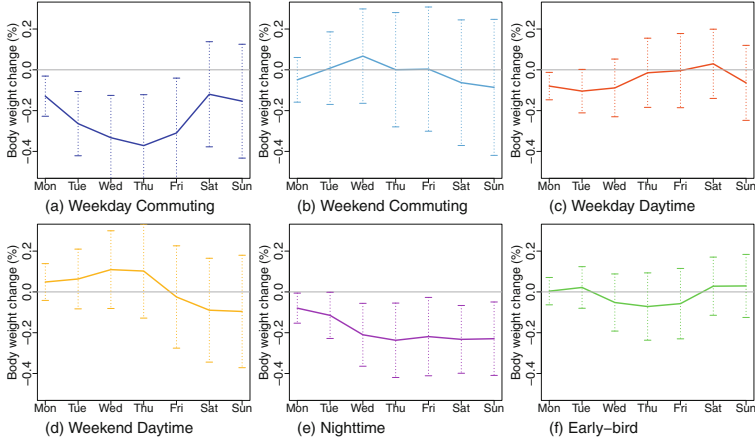 Body weight change (%)
0.2
0.0
−0.2
−0.4
Mon Tue Wed Thu Fri Sat Sun
(a) Weekday Commuting
Body weight change (%)
0.2
0.0
−0.2
−0.4
Mon Tue Wed Thu Fri Sat Sun
(b) Weekend Commuting
Body weight change (%)
0.2
0.0
−0.2
−0.4
Mon Tue Wed Thu Fri Sat Sun
(c) Weekday Daytime
Body weight change (%)
0.2
0.0
−0.2
−0.4
Mon Tue Wed Thu Fri Sat Sun
(d) Weekend Daytime
Body weight change (%)
0.2
0.0
−0.2
−0.4
Mon Tue Wed Thu Fri Sat Sun
(e) Nighttime
Body weight change (%)
0.2
0.0
−0.2
−0.4
Mon Tue Wed Thu Fri Sat Sun
(f) Early−bird